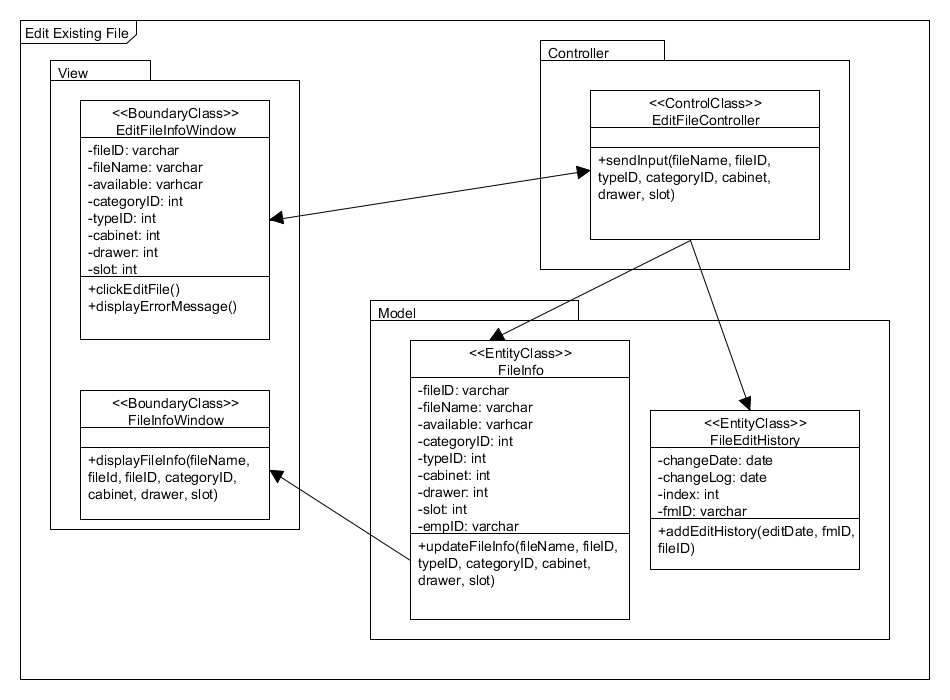 Edit Existing File
View
<<BoundaryClass>>
EditFileInfoWindow
-fileID: varchar
-fileName: varchar
-available: varhcar
-categoryID: int
-typeID: int
-cabinet: int
-drawer: int
-slot: int
+clickEditFile()
+displayErrorMessage()
<<BoundaryClass>>
FileInfoWindow
+displayFileInfo(fileName,
fileId, fileID, categoryID,
cabinet, drawer, slot)
Controller
<<ControlClass>>
EditFileController
+sendInput(fileName, fileID,
typeID, categoryID, cabinet,
drawer, slot)
Model
<<EntityClass>>
FileInfo
-fileID: varchar
-fileName: varchar
-available: varhcar
-categoryID: int
-typeID: int
-cabinet: int
-drawer: int
-slot: int
-empID: varchar
+updateFileInfo(fileName, fileID,
typeID, categoryID, cabinet,
drawer, slot)
<<EntityClass>>
FileEditHistory
-changeDate: date
-changeLog: date
-index: int
-fmID: varchar
+addEditHistory(editDate, fmID,
fileID)